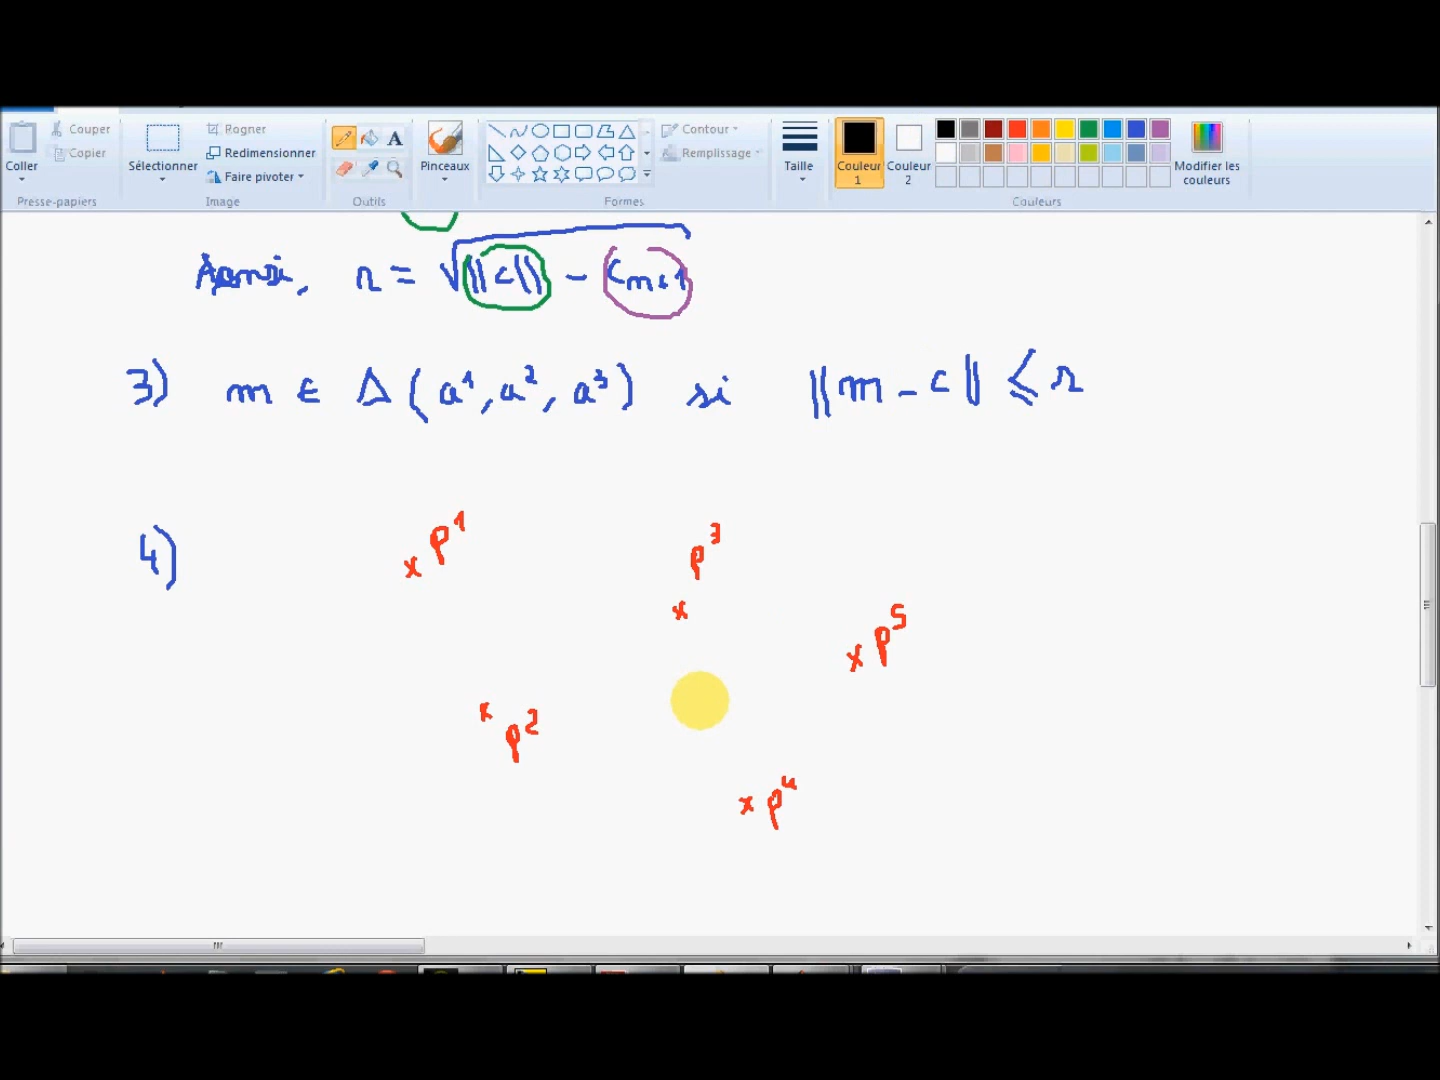 Couper
Copier
Coller
Presse-papiers
Sélectionner
Rogner
Redimensionner
Faire pivoter
Image
A
Outils
Pinceaux
Contour
Remplissage
Formes
Taille
Couleur 1
Couleur 2
Modifier les couleurs
Couleurs
Ainsi, r = √‖c‖ - c_{n+1}
3) m ∈ Δ(a¹, a², a³) si ‖m - c‖ ⩽ r
4)
x p¹
p³
x
x p⁵
x
p²
x p⁴